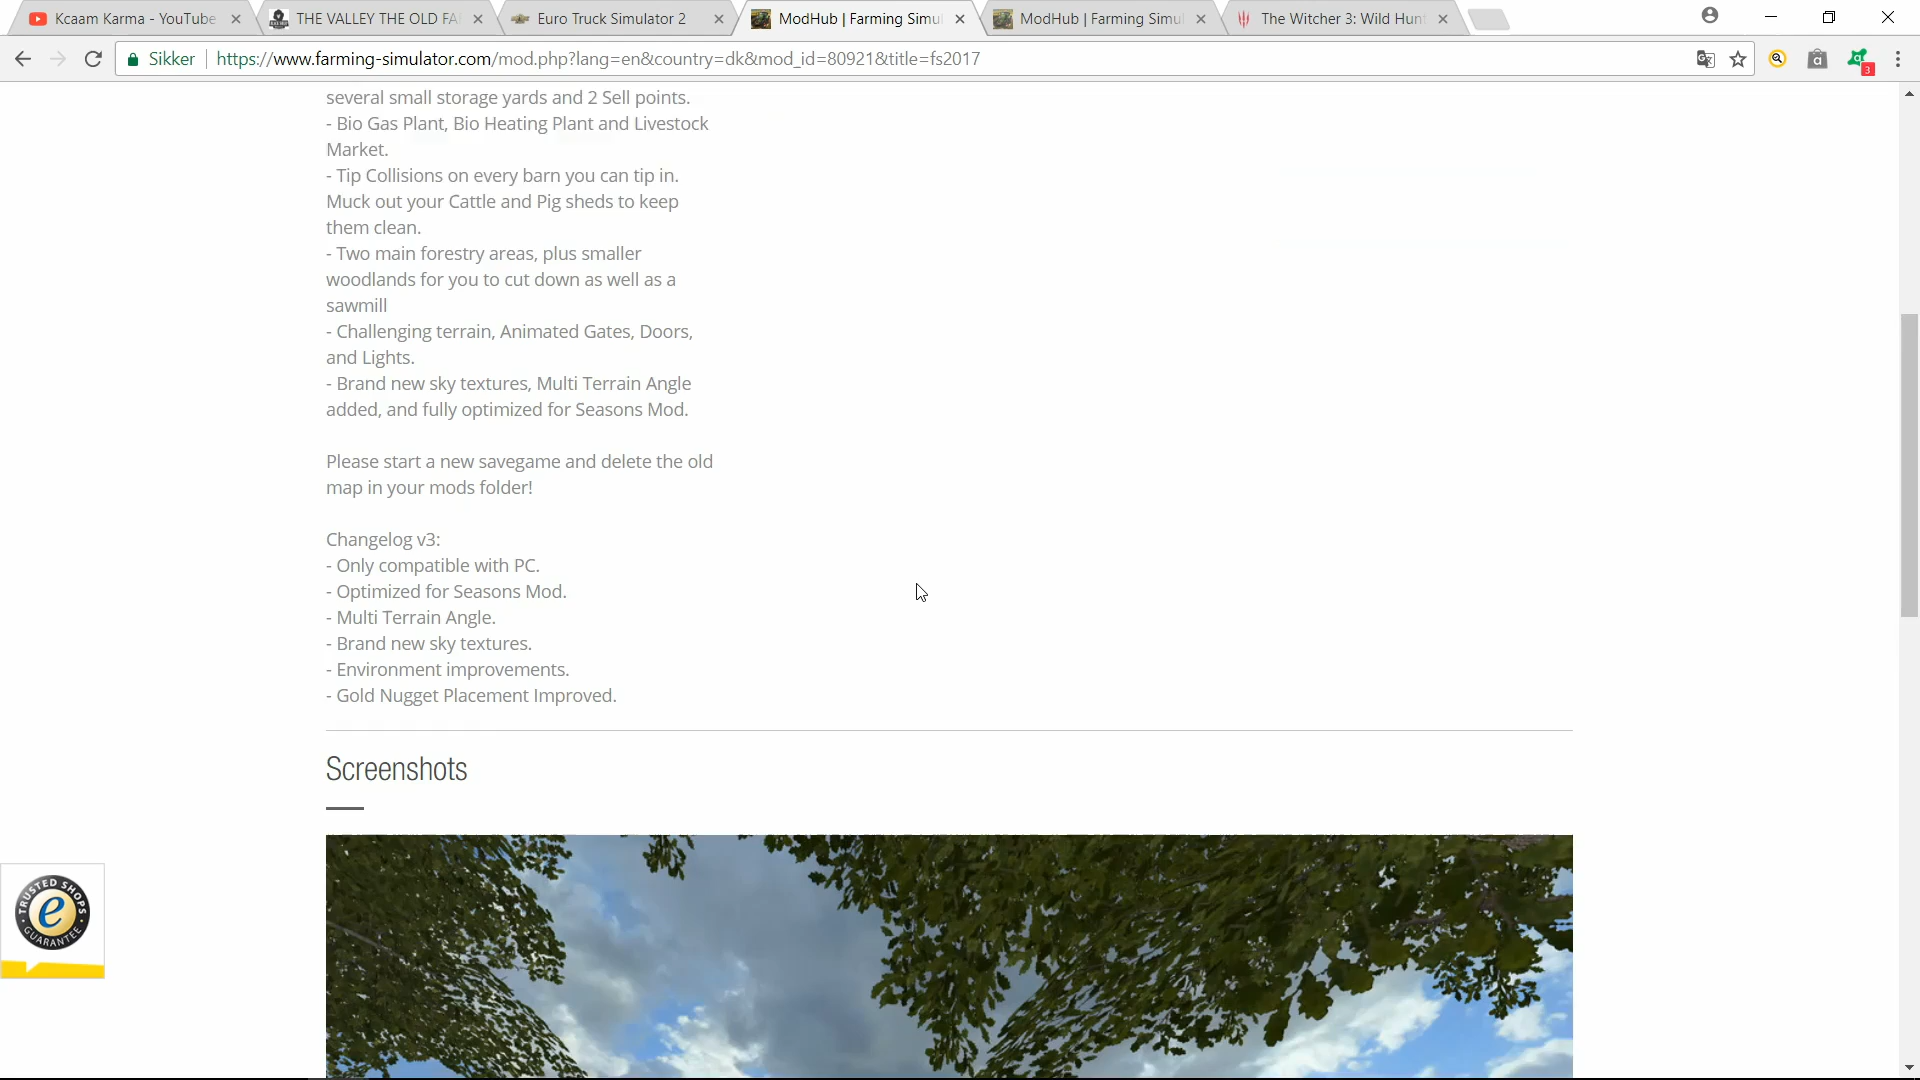 Kcaam Karma - YouTube
THE VALLEY THE OLD FA
Euro Truck Simulator 2
ModHub | Farming Simul
ModHub | Farming Simul
The Witcher 3: Wild Hunt
Sikker
https://www.farming-simulator.com/mod.php?lang=en&country=dk&mod_id=80921&title=fs2017
3
several small storage yards and 2 Sell points.
- Bio Gas Plant, Bio Heating Plant and Livestock
Market.
- Tip Collisions on every barn you can tip in.
Muck out your Cattle and Pig sheds to keep
them clean.
- Two main forestry areas, plus smaller
woodlands for you to cut down as well as a
sawmill
- Challenging terrain, Animated Gates, Doors,
and Lights.
- Brand new sky textures, Multi Terrain Angle
added, and fully optimized for Seasons Mod.
Please start a new savegame and delete the old
map in your mods folder!
Changelog v3:
- Only compatible with PC.
- Optimized for Seasons Mod.
- Multi Terrain Angle.
- Brand new sky textures.
- Environment improvements.
- Gold Nugget Placement Improved.
Screenshots
TRUSTED SHOPS
e
GUARANTEE